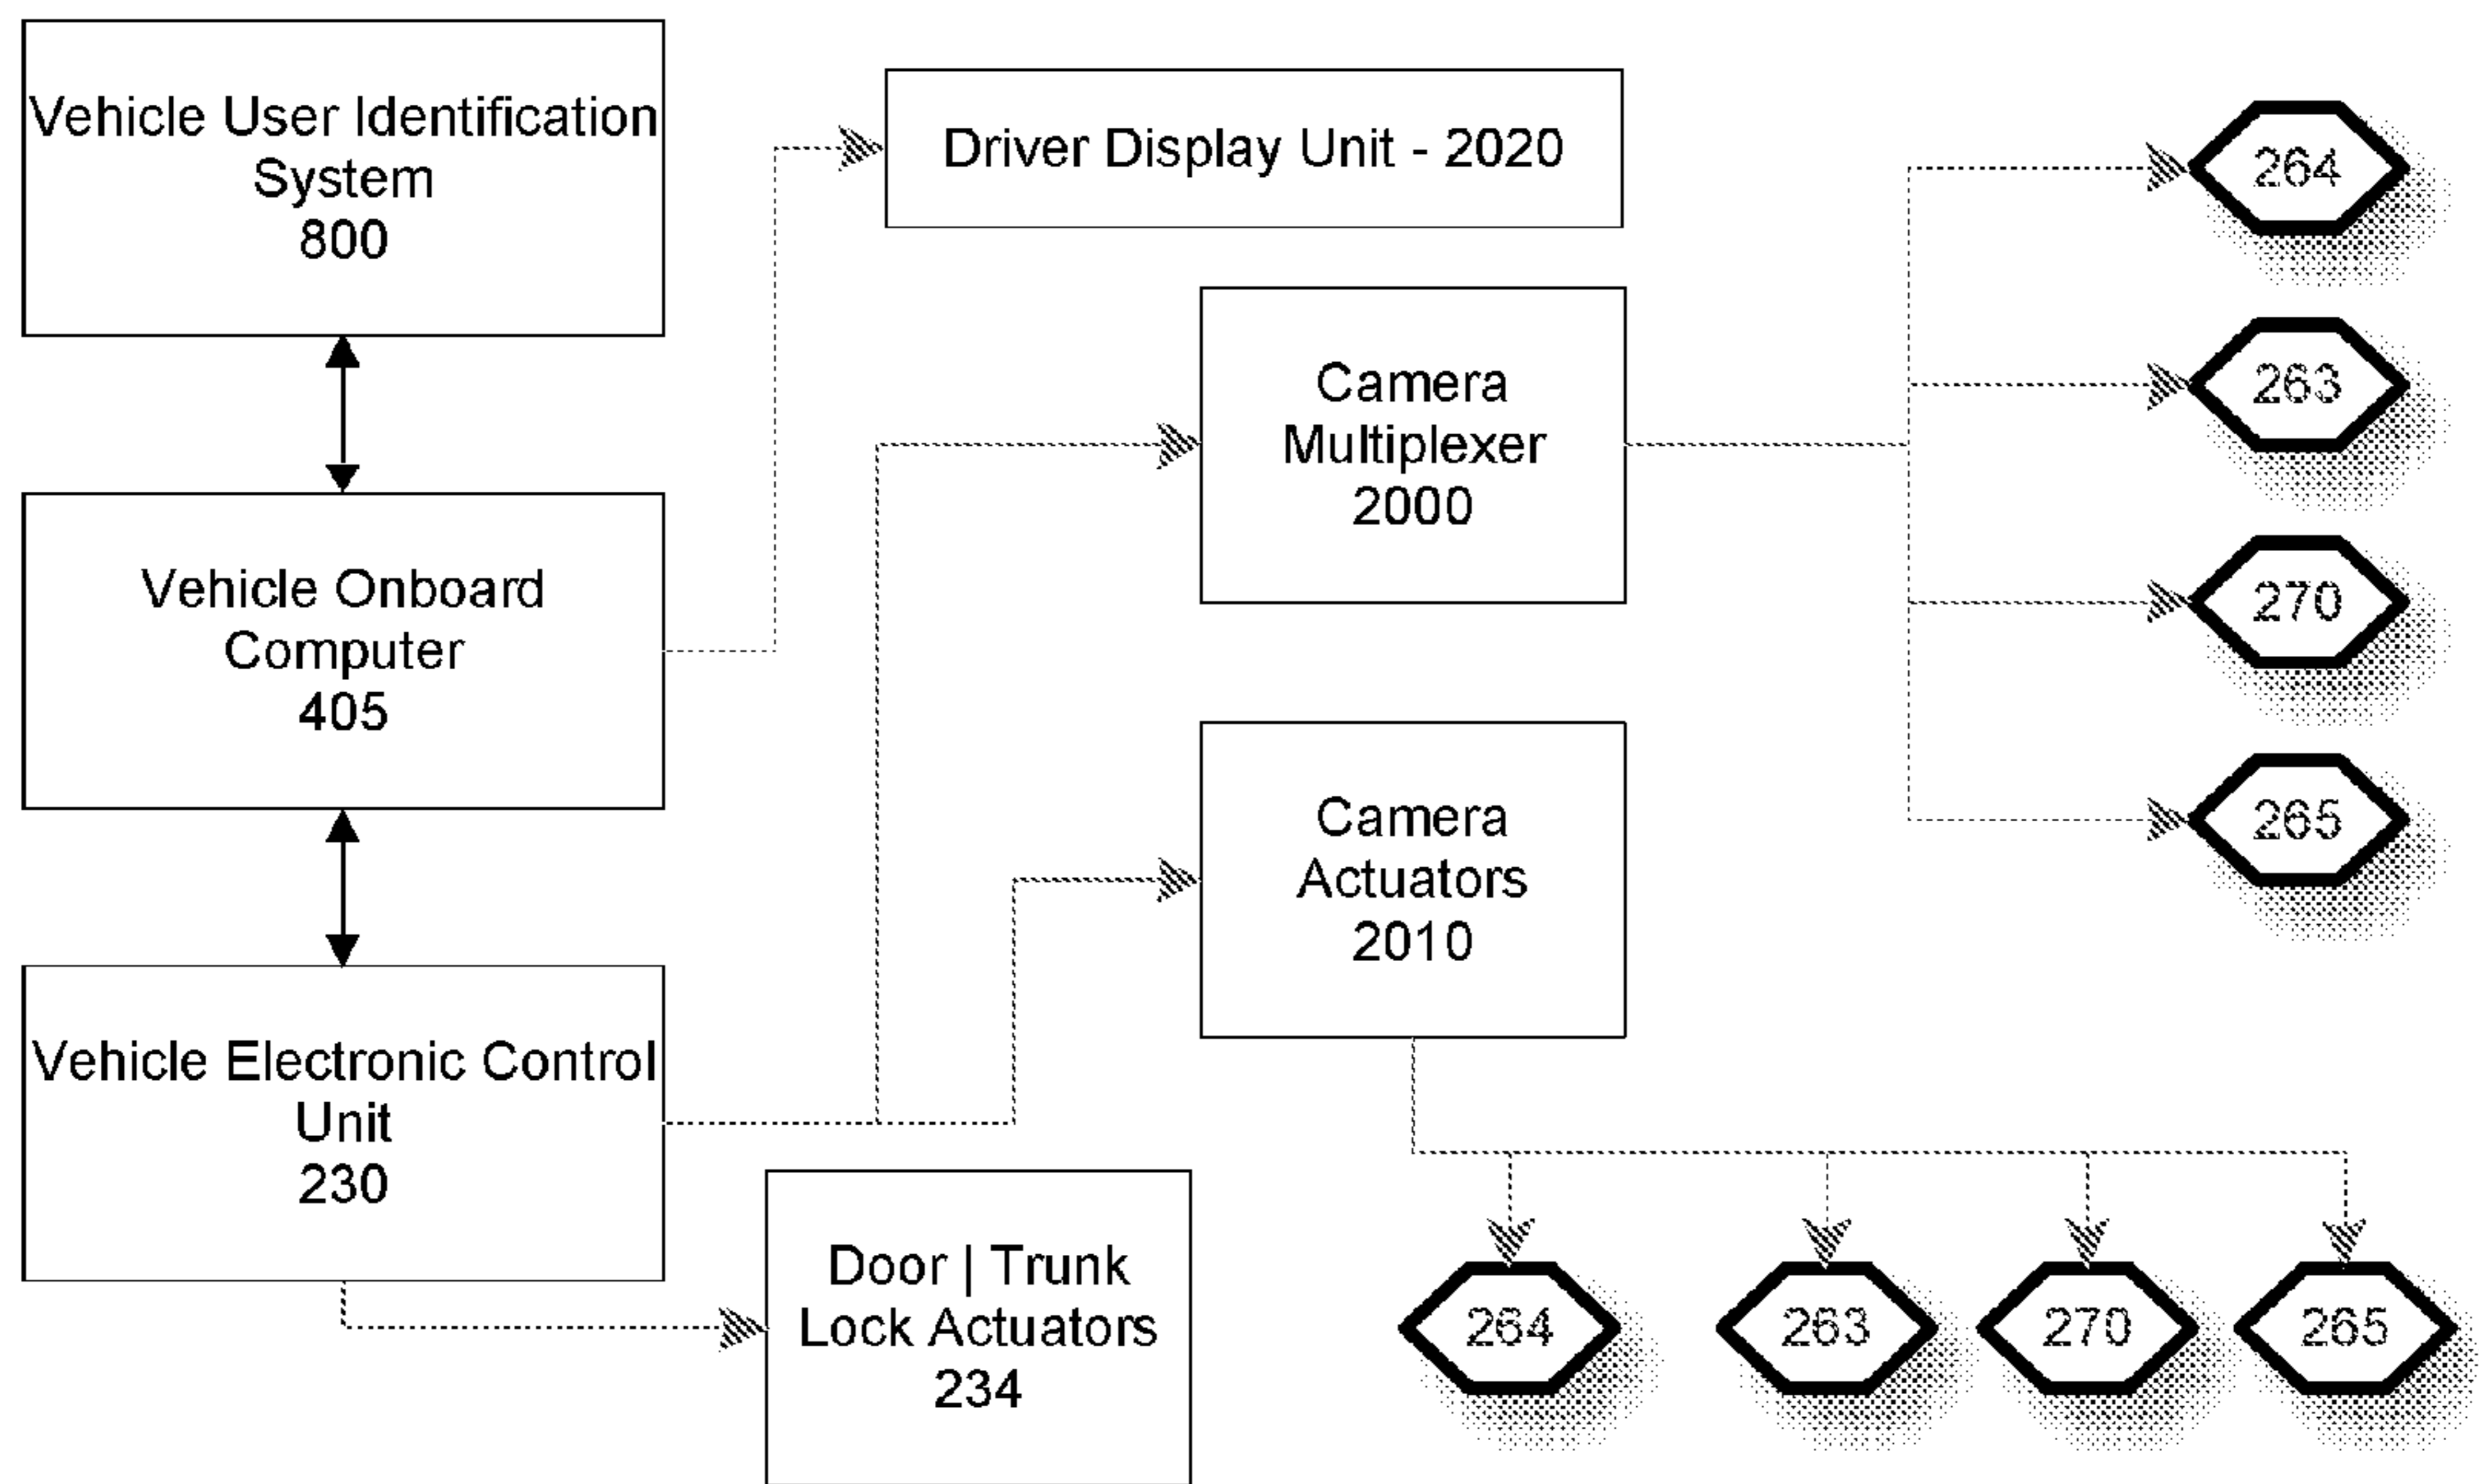 Vehicle User Identification
System
800
Driver Display Unit - 2020
264
263
270
265
Camera
Multiplexer
2000
Vehicle Onboard
Computer
405
Camera
Actuators
2010
Vehicle Electronic Control
Unit
230
Door | Trunk
Lock Actuators
234
264
263
270
265